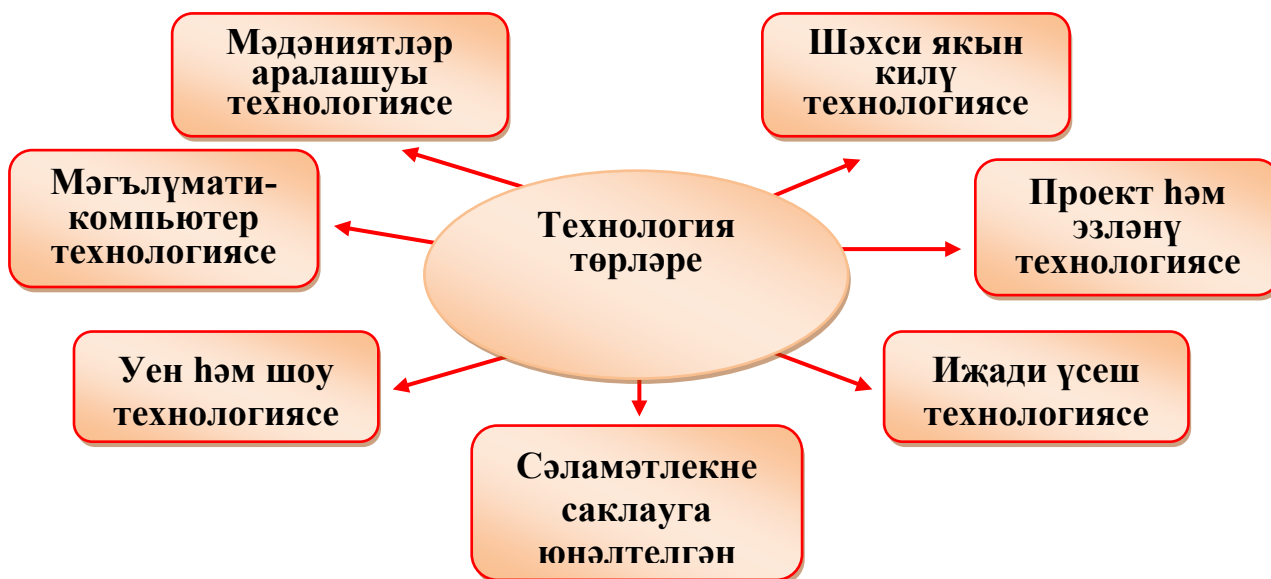 Мәдәниятләр
аралашуы
технологиясе
Шәхси якын
килү
технологиясе
Мәгълүмати-
компьютер
технологиясе
Технология
төрләре
Проект һәм
эзләнү
технологиясе
Уен һәм шоу
технологиясе
Иҗади үсеш
технологиясе
Сәламәтлекне
саклауга
юнәлтелгән